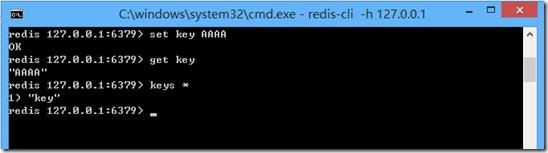 C:\windows\system32\cmd.exe - redis-cli -h 127.0.0.1
redis 127.0.0.1:6379> set key AAAA
OK
redis 127.0.0.1:6379> get key
"AAAA"
redis 127.0.0.1:6379> keys *
1) "key"
redis 127.0.0.1:6379>